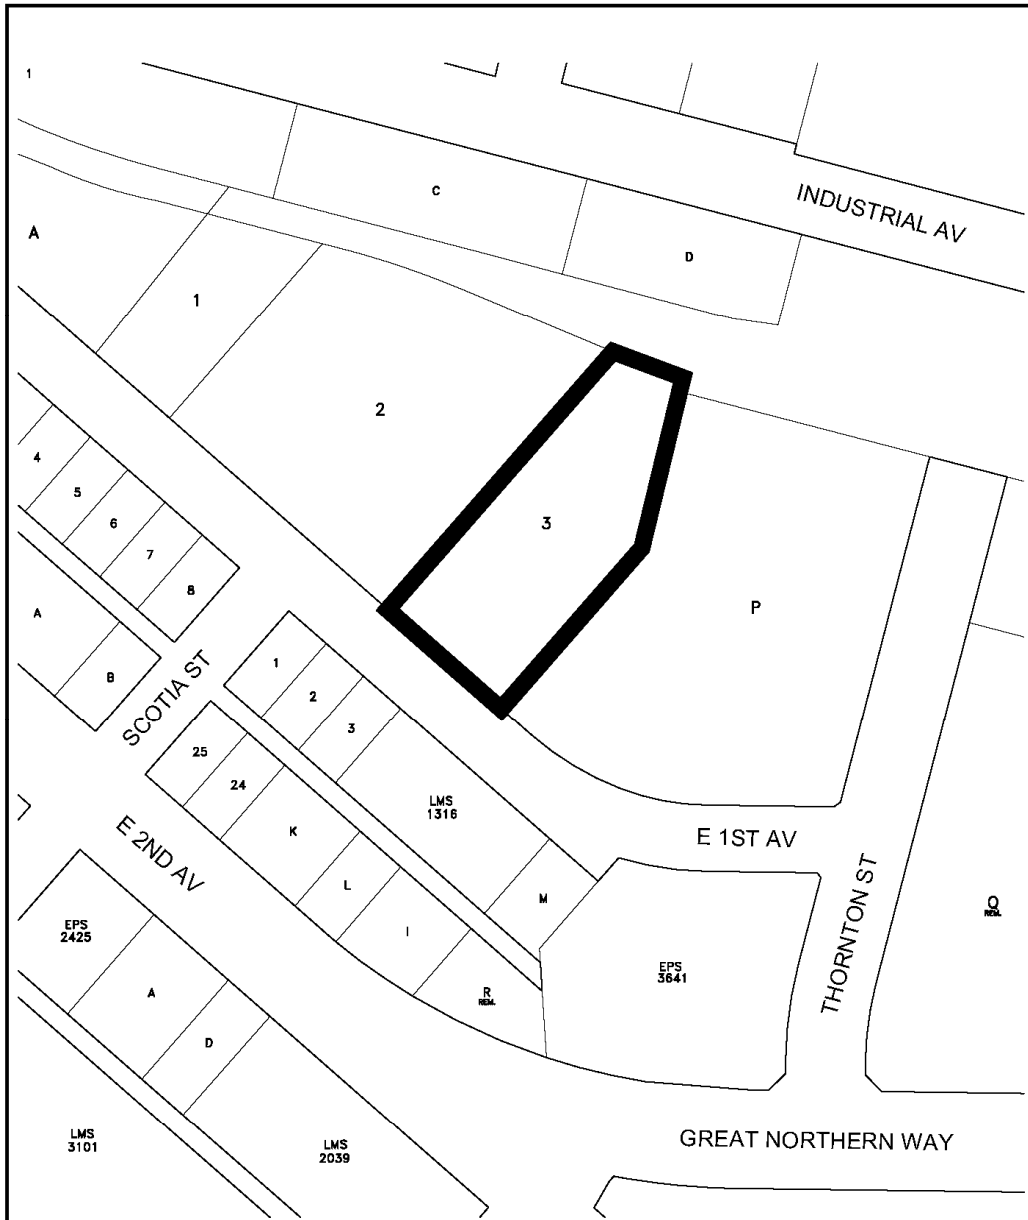 1
INDUSTRIAL AV
C
A
D
1
2
4
5
3
6
7
8
A
P
1
B
SCOTIA ST
2
3
25
24
LMS
1316
K
E 1ST AV
E 2ND AV
L
M
THORNTON ST
Q
REM.
EPS
2425
I
EPS
3641
A
R
REM.
D
LMS
3101
LMS
2039
GREAT NORTHERN WAY